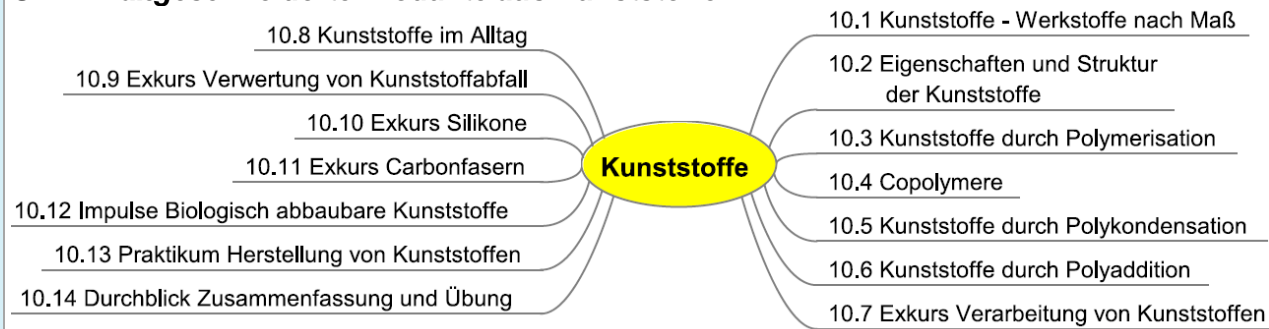 10.1 Kunststoffe - Werkstoffe nach Maß
10.2 Eigenschaften und Struktur
der Kunststoffe
10.3 Kunststoffe durch Polymerisation
10.4 Copolymere
10.5 Kunststoffe durch Polykondensation
10.6 Kunststoffe durch Polyaddition
10.7 Exkurs Verarbeitung von Kunststoffen
Kunststoffe
10.8 Kunststoffe im Alltag
10.9 Exkurs Verwertung von Kunststoffabfall
10.10 Exkurs Silikone
10.11 Exkurs Carbonfasern
10.12 Impulse Biologisch abbaubare Kunststoffe
10.13 Praktikum Herstellung von Kunststoffen
10.14 Durchblick Zusammenfassung und Übung